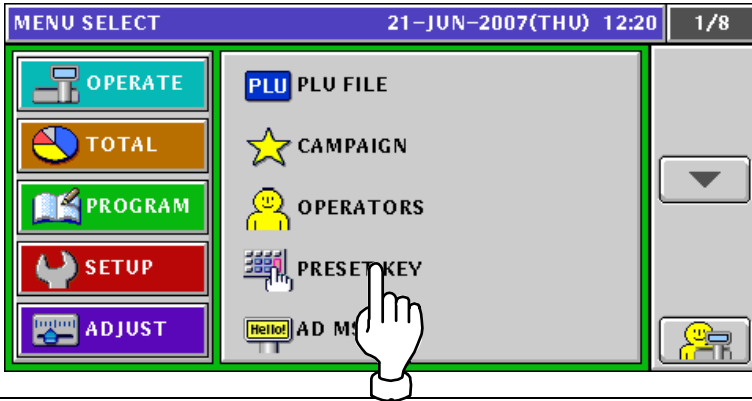 MENU SELECT 21-JUN-2007(THU) 12:20 1/8
OPERATE
TOTAL
PROGRAM
SETUP
ADJUST
PLU PLU FILE
CAMPAIGN
OPERATORS
PRESET KEY
Hello! AD